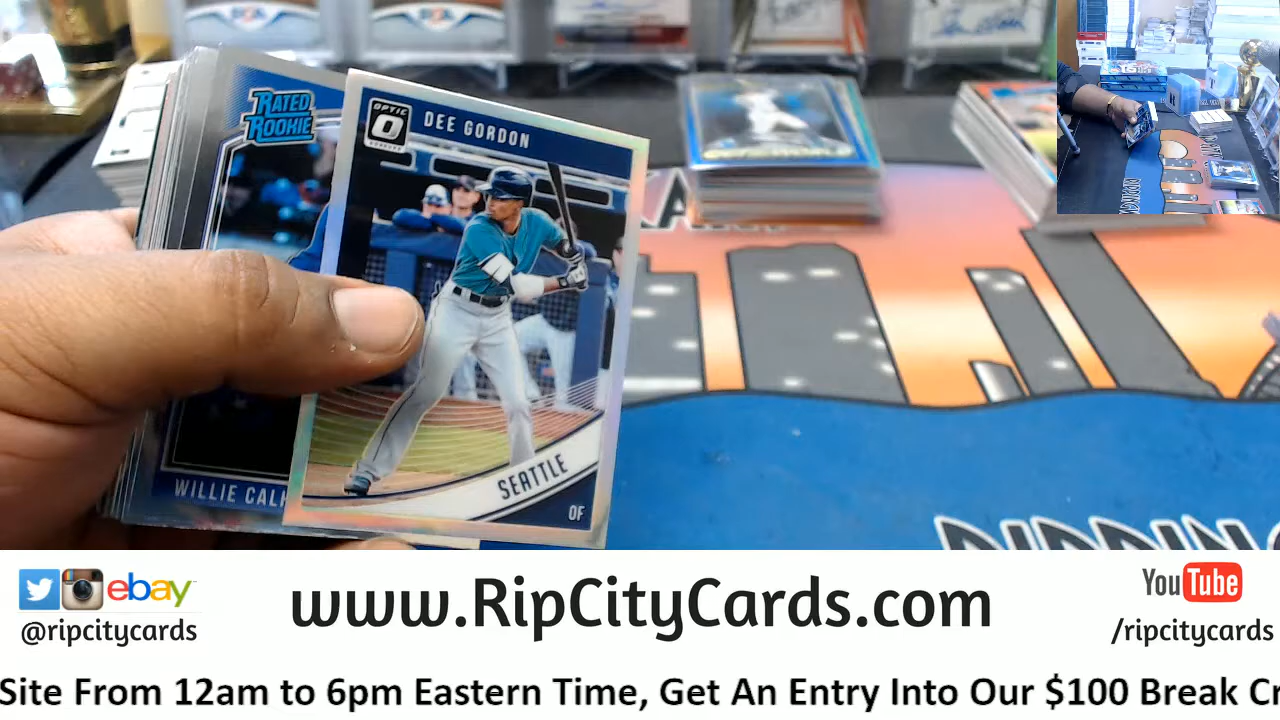 RATED
ROOKIE
OPTIC
DEE GORDON
WILLIE CAL
SEATTLE
OF
ebay
@ripcitycards
www.RipCityCards.com
YouTube
/ripcitycards
Site From 12am to 6pm Eastern Time, Get An Entry Into Our $100 Break Cr